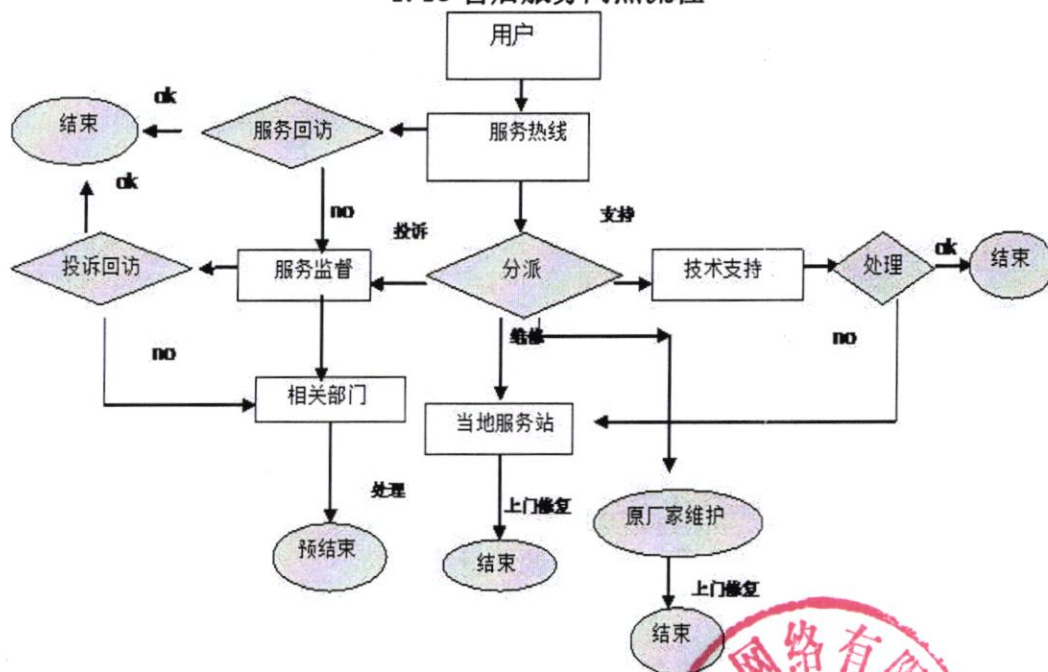 用户
ok
结束
服务回访
服务热线
ok
no
投诉
支持
投诉回访
服务监督
分派
技术支持
处理
ok
结束
no
维修
no
相关部门
当地服务站
处理
上门修复
原厂家维护
预结束
结束
上门修复
结束
网络有限